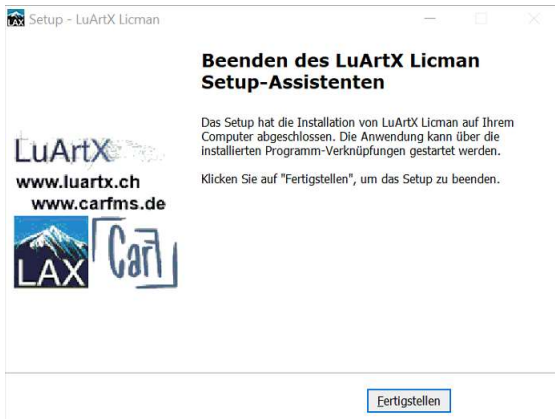 LAX
Setup - LuArtX Licman
Beenden des LuArtX Licman
Setup-Assistenten
Das Setup hat die Installation von LuArtX Licman auf Ihrem
Computer abgeschlossen. Die Anwendung kann über die
installierten Programm-Verknüpfungen gestartet werden.
Klicken Sie auf "Fertigstellen", um das Setup zu beenden.
LuArtX
www.luartx.ch
www.carfms.de
LAX
Carf
Fertigstellen